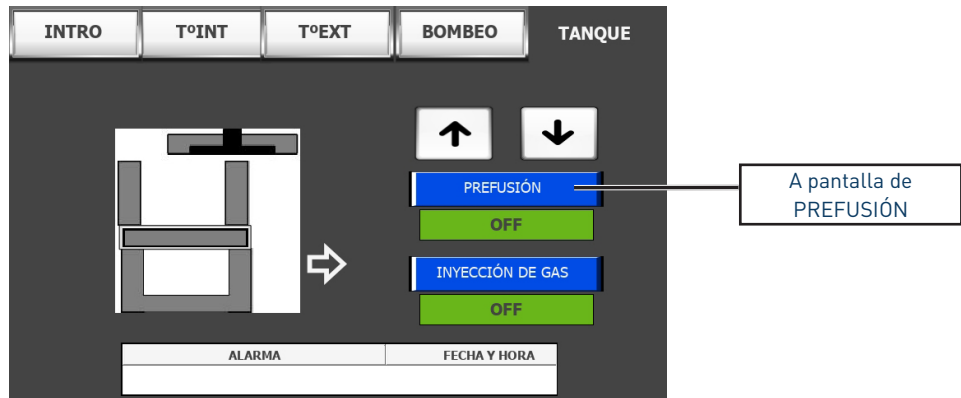 INTRO
TºINT
TºEXT
BOMBEO
TANQUE
PREFUSIÓN
OFF
INYECCIÓN DE GAS
OFF
A pantalla de
PREFUSIÓN
ALARMA
FECHA Y HORA